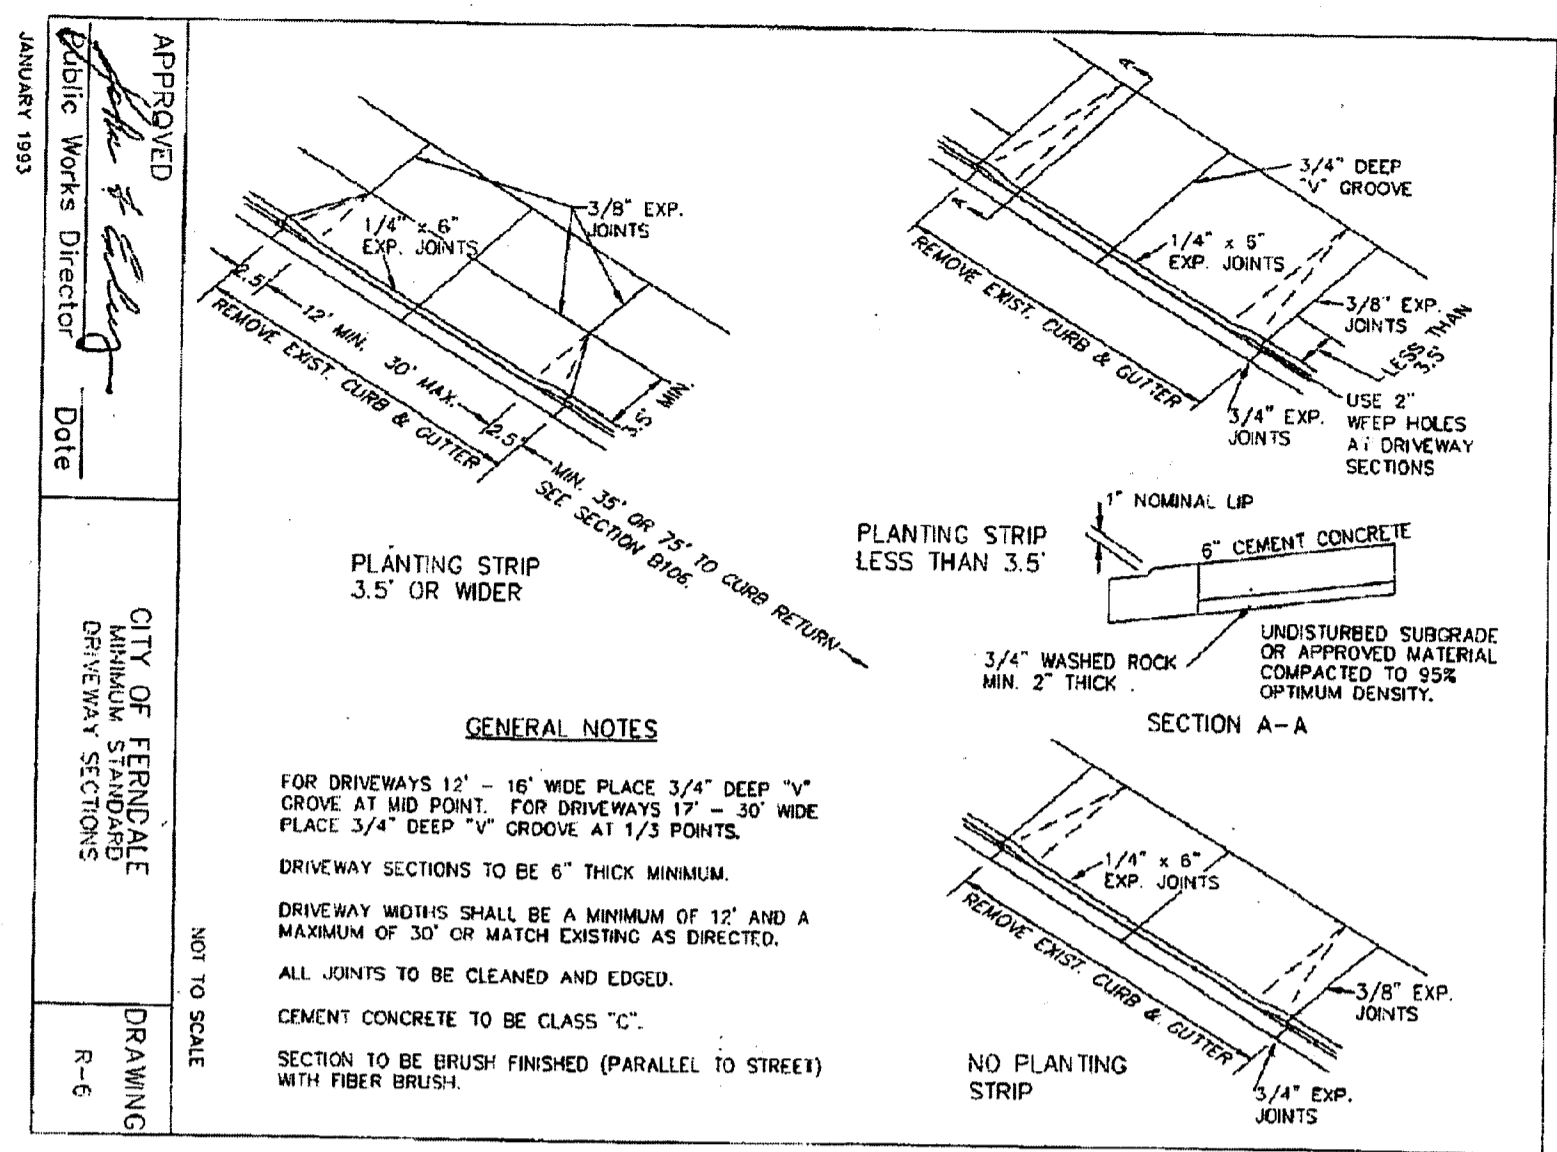 3/8" EXP.
JOINTS
1/4" x 6"
EXP. JOINTS
2.5'
12' MIN. 30' MAX.
2.5'
REMOVE EXIST. CURB & GUTTER
3.5' MIN.
MIN. 35' OR 75' TO CURB RETURN
SEE SECTION B106.
PLANTING STRIP
3.5' OR WIDER
A
A
3/4" DEEP
"V" GROOVE
1/4" x 6"
EXP. JOINTS
3/8" EXP.
JOINTS
LESS THAN
3.5'
REMOVE EXIST. CURB & GUTTER
3/4" EXP.
JOINTS
USE 2"
WEEP HOLES
AT DRIVEWAY
SECTIONS
PLANTING STRIP
LESS THAN 3.5'
1" NOMINAL LIP
6" CEMENT CONCRETE
3/4" WASHED ROCK
MIN. 2" THICK
UNDISTURBED SUBGRADE
OR APPROVED MATERIAL
COMPACTED TO 95%
OPTIMUM DENSITY.
SECTION A-A
GENERAL NOTES
FOR DRIVEWAYS 12' - 16' WIDE PLACE 3/4" DEEP "V"
GROVE AT MID POINT. FOR DRIVEWAYS 17' - 30' WIDE
PLACE 3/4" DEEP "V" GROOVE AT 1/3 POINTS.
DRIVEWAY SECTIONS TO BE 6" THICK MINIMUM.
DRIVEWAY WIDTHS SHALL BE A MINIMUM OF 12' AND A
MAXIMUM OF 30' OR MATCH EXISTING AS DIRECTED.
ALL JOINTS TO BE CLEANED AND EDGED.
CEMENT CONCRETE TO BE CLASS "C".
SECTION TO BE BRUSH FINISHED (PARALLEL TO STREET)
WITH FIBER BRUSH.
1/4" x 6"
EXP. JOINTS
REMOVE EXIST. CURB & GUTTER
3/8" EXP.
JOINTS
3/4" EXP.
JOINTS
NO PLANTING
STRIP
NOT TO SCALE
APPROVED
Public Works Director Date
JANUARY 1993
CITY OF FERNDALE
MINIMUM STANDARD
DRIVEWAY SECTIONS
DRAWING
R-6